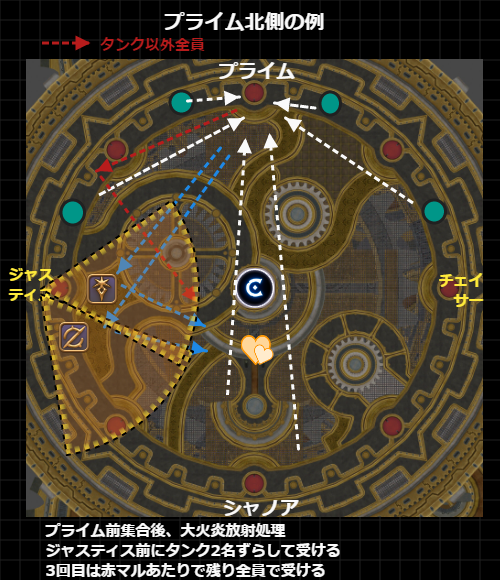 プライム北側の例
タンク以外全員
プライム
ジャス
ティス
チェイ
サー
シャノア
プライム前集合後、大火炎放射処理
ジャスティス前にタンク2名ずらして受ける
3回目は赤マルあたりで残り全員で受ける